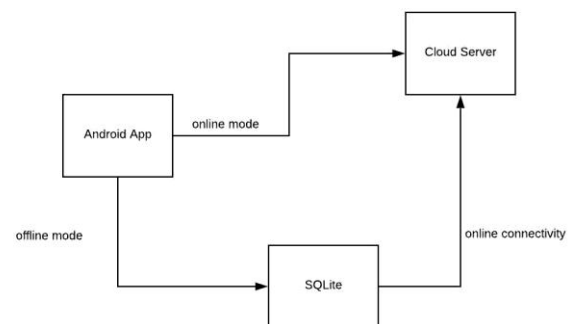 Cloud Server
Android App
online mode
offline mode
online connectivity
SQLite